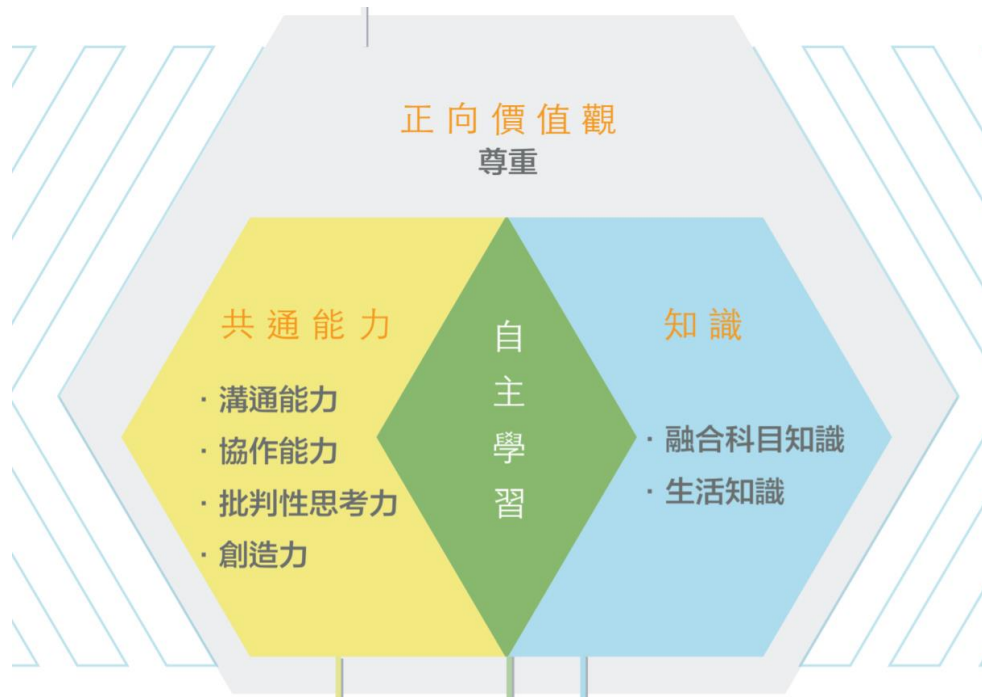 正向價值觀
尊重
共通能力
· 溝通能力
· 協作能力
· 批判性思考力
· 創造力
自主學習
知識
· 融合科目知識
· 生活知識